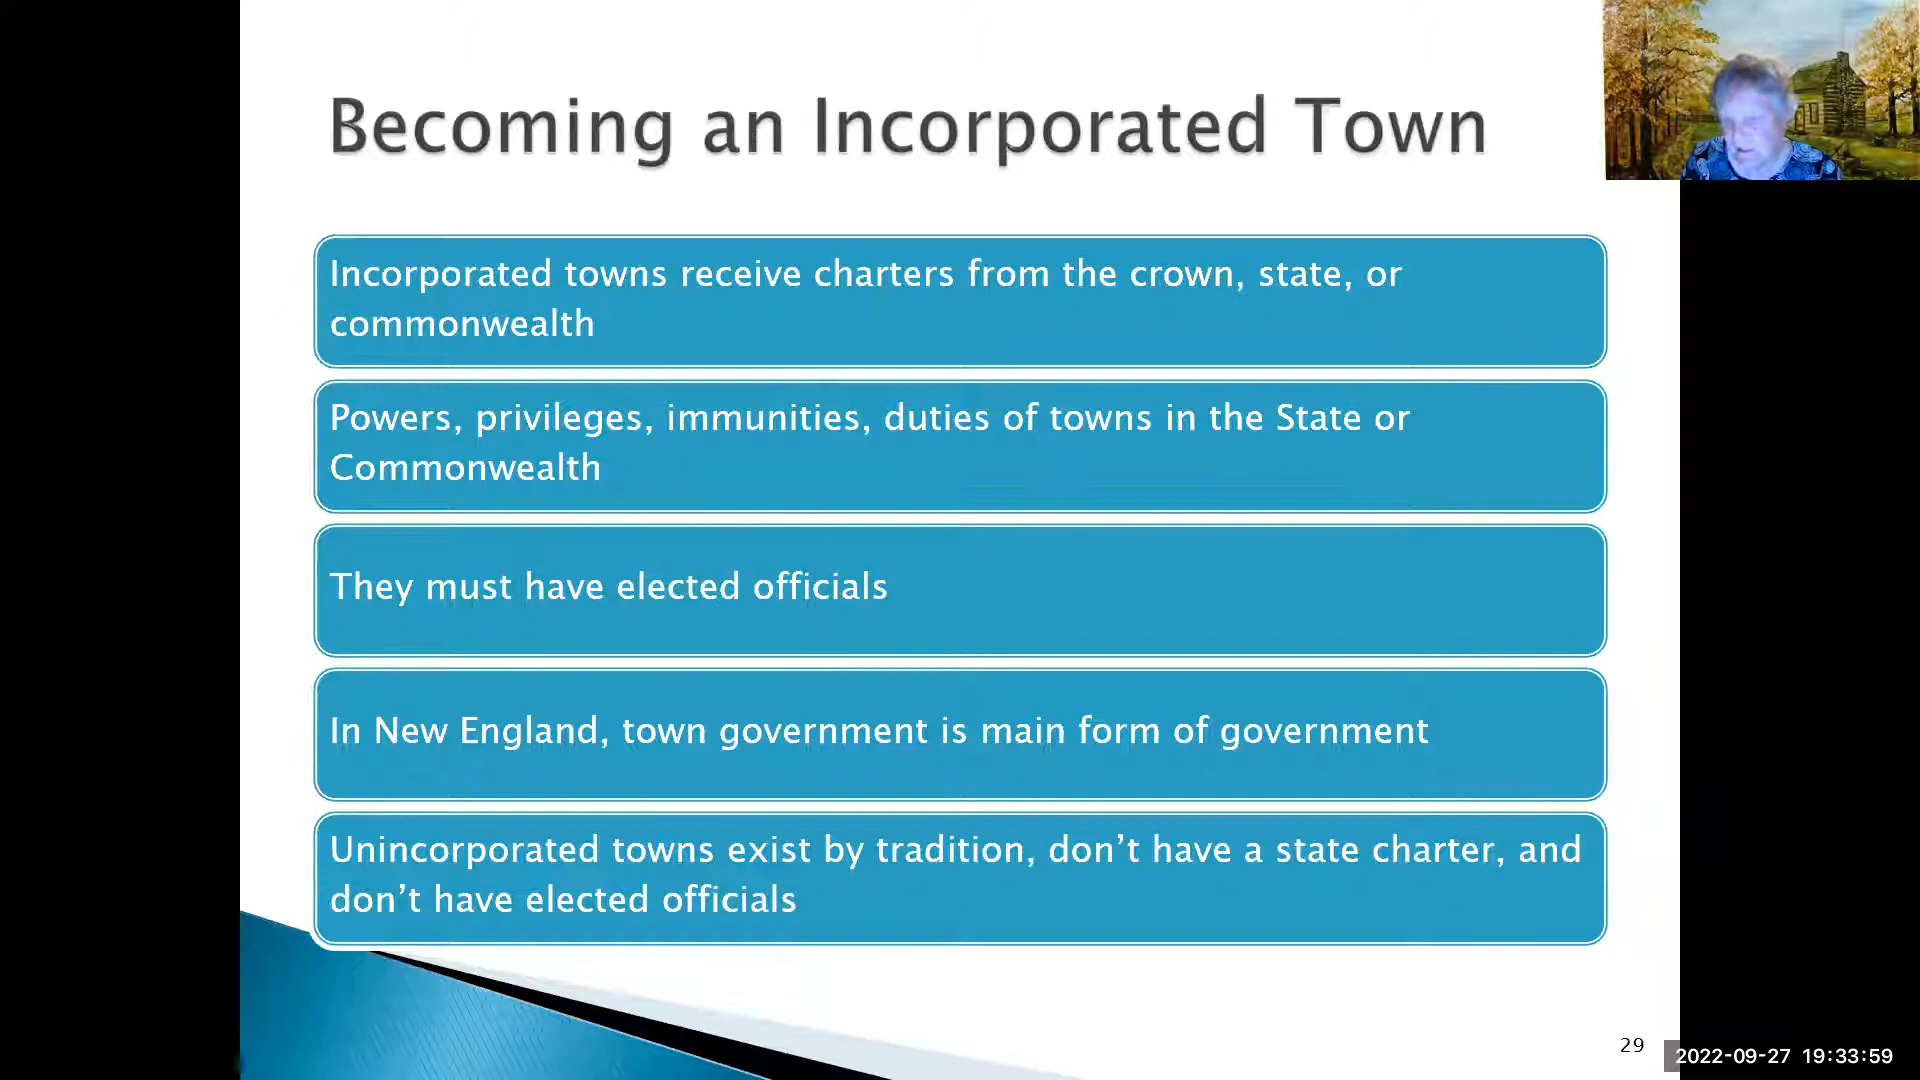 Becoming an Incorporated Town
Incorporated towns receive charters from the crown, state, or
commonwealth
Powers, privileges, immunities, duties of towns in the State or
Commonwealth
They must have elected officials
In New England, town government is main form of government
Unincorporated towns exist by tradition, don’t have a state charter, and
don’t have elected officials
29
2022-09-27 19:33:59